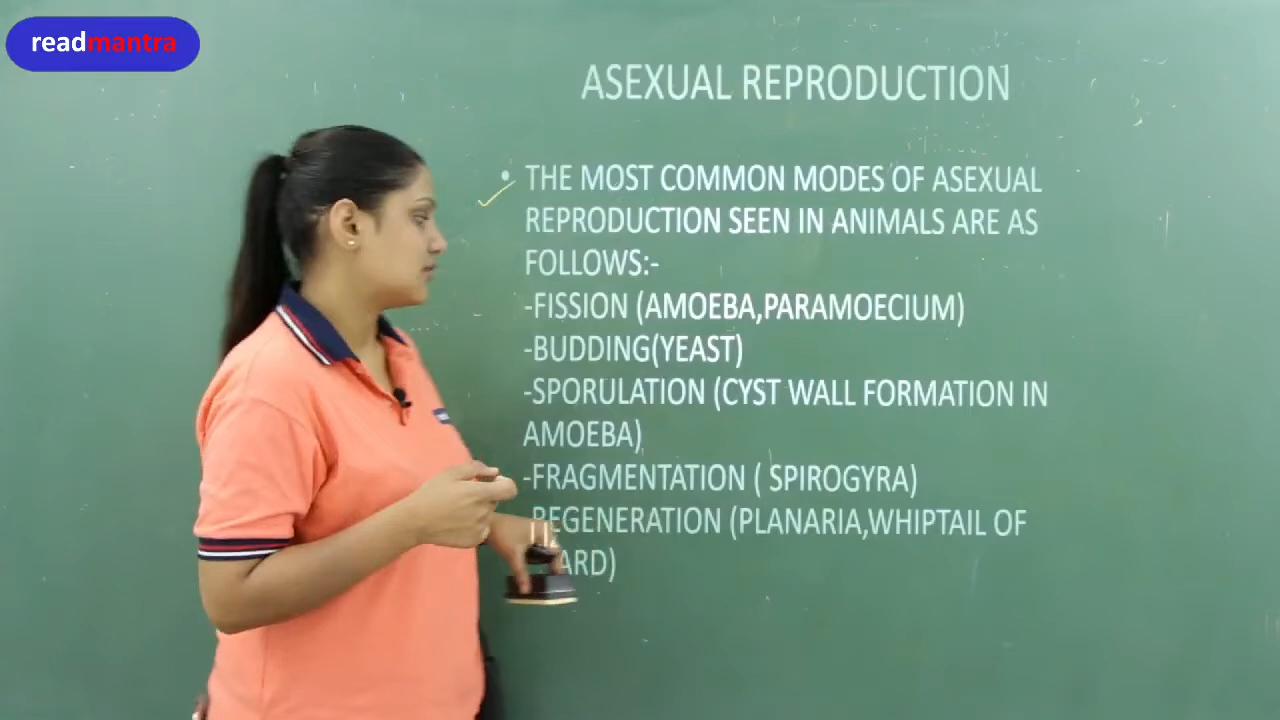 readmantra
ASEXUAL REPRODUCTION
• THE MOST COMMON MODES OF ASEXUAL
REPRODUCTION SEEN IN ANIMALS ARE AS
FOLLOWS:-
-FISSION (AMOEBA,PARAMOECIUM)
-BUDDING(YEAST)
-SPORULATION (CYST WALL FORMATION IN
AMOEBA)
-FRAGMENTATION ( SPIROGYRA)
-REGENERATION (PLANARIA,WHIPTAIL OF